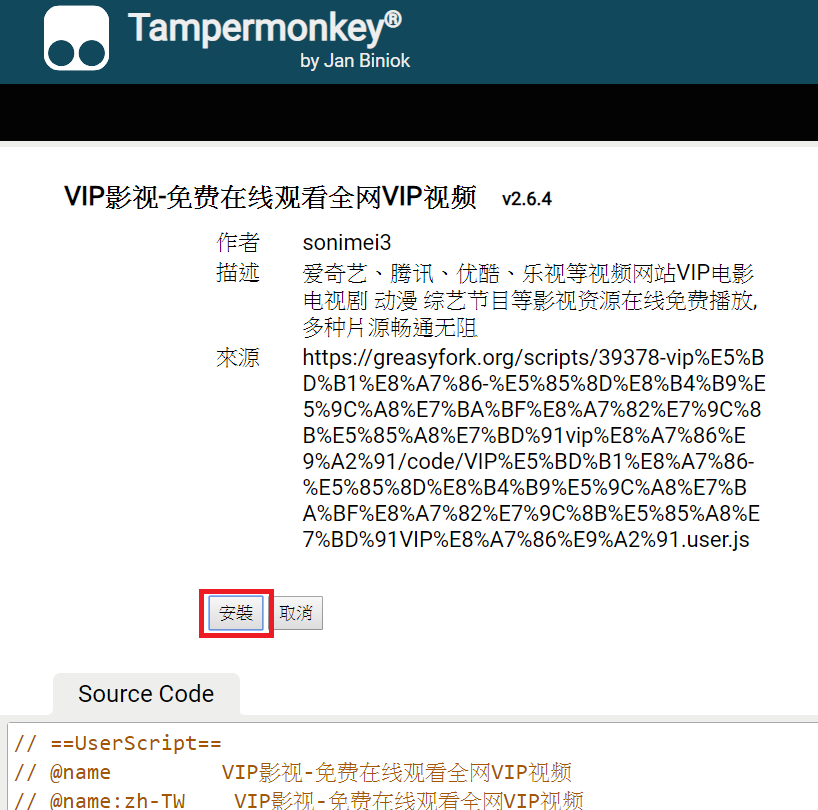 Tampermonkey®
by Jan Biniok
VIP影视-免费在线观看全网VIP视频 v2.6.4
作者 sonimei3
描述 爱奇艺、腾讯、优酷、乐视等视频网站VIP电影
电视剧 动漫 综艺节目等影视资源在线免费播放,
多种片源畅通无阻
來源 https://greasyfork.org/scripts/39378-vip%E5%B
D%B1%E8%A7%86-%E5%85%8D%E8%B4%B9%E
5%9C%A8%E7%BA%BF%E8%A7%82%E7%9C%8
B%E5%85%A8%E7%BD%91vip%E8%A7%86%E
9%A2%91/code/VIP%E5%BD%B1%E8%A7%86-
%E5%85%8D%E8%B4%B9%E5%9C%A8%E7%B
A%BF%E8%A7%82%E7%9C%8B%E5%85%A8%E
7%BD%91VIP%E8%A7%86%E9%A2%91.user.js
安裝 取消
Source Code
// ==UserScript==
// @name VIP影视-免费在线观看全网VIP视频
// @name:zh-TW VIP影视-免费在线观看全网VIP视频